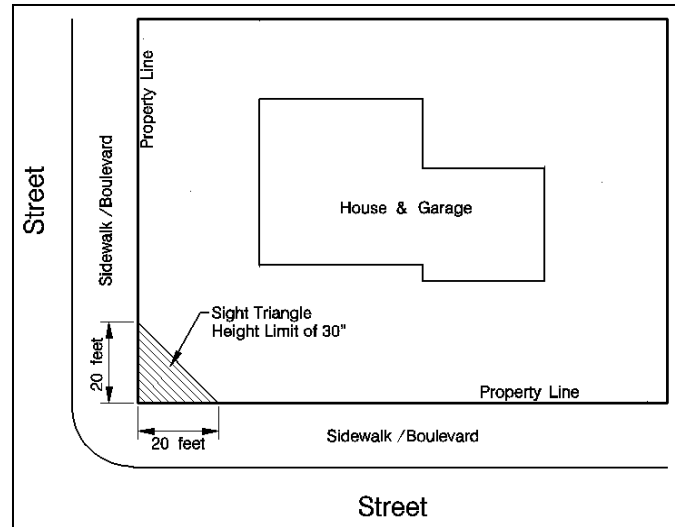 Street
Sidewalk /Boulevard
Property Line
House & Garage
Sight Triangle
Height Limit of 30"
20 feet
20 feet
Property Line
Sidewalk /Boulevard
Street